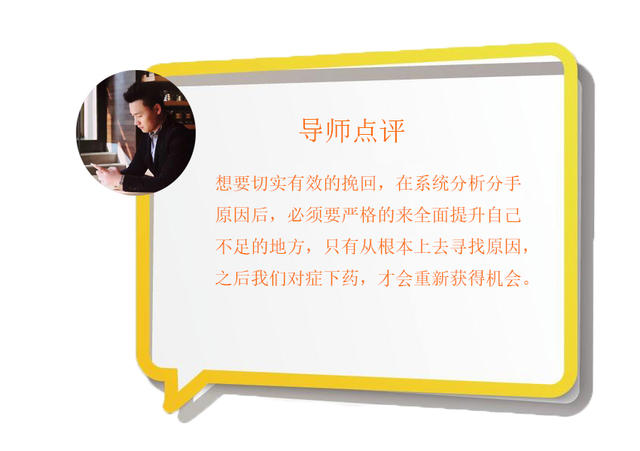 导师点评
想要切实有效的挽回，在系统分析分手
原因后，必须要严格的来全面提升自己
不足的地方，只有从根本上去寻找原因，
之后我们对症下药，才会重新获得机会。